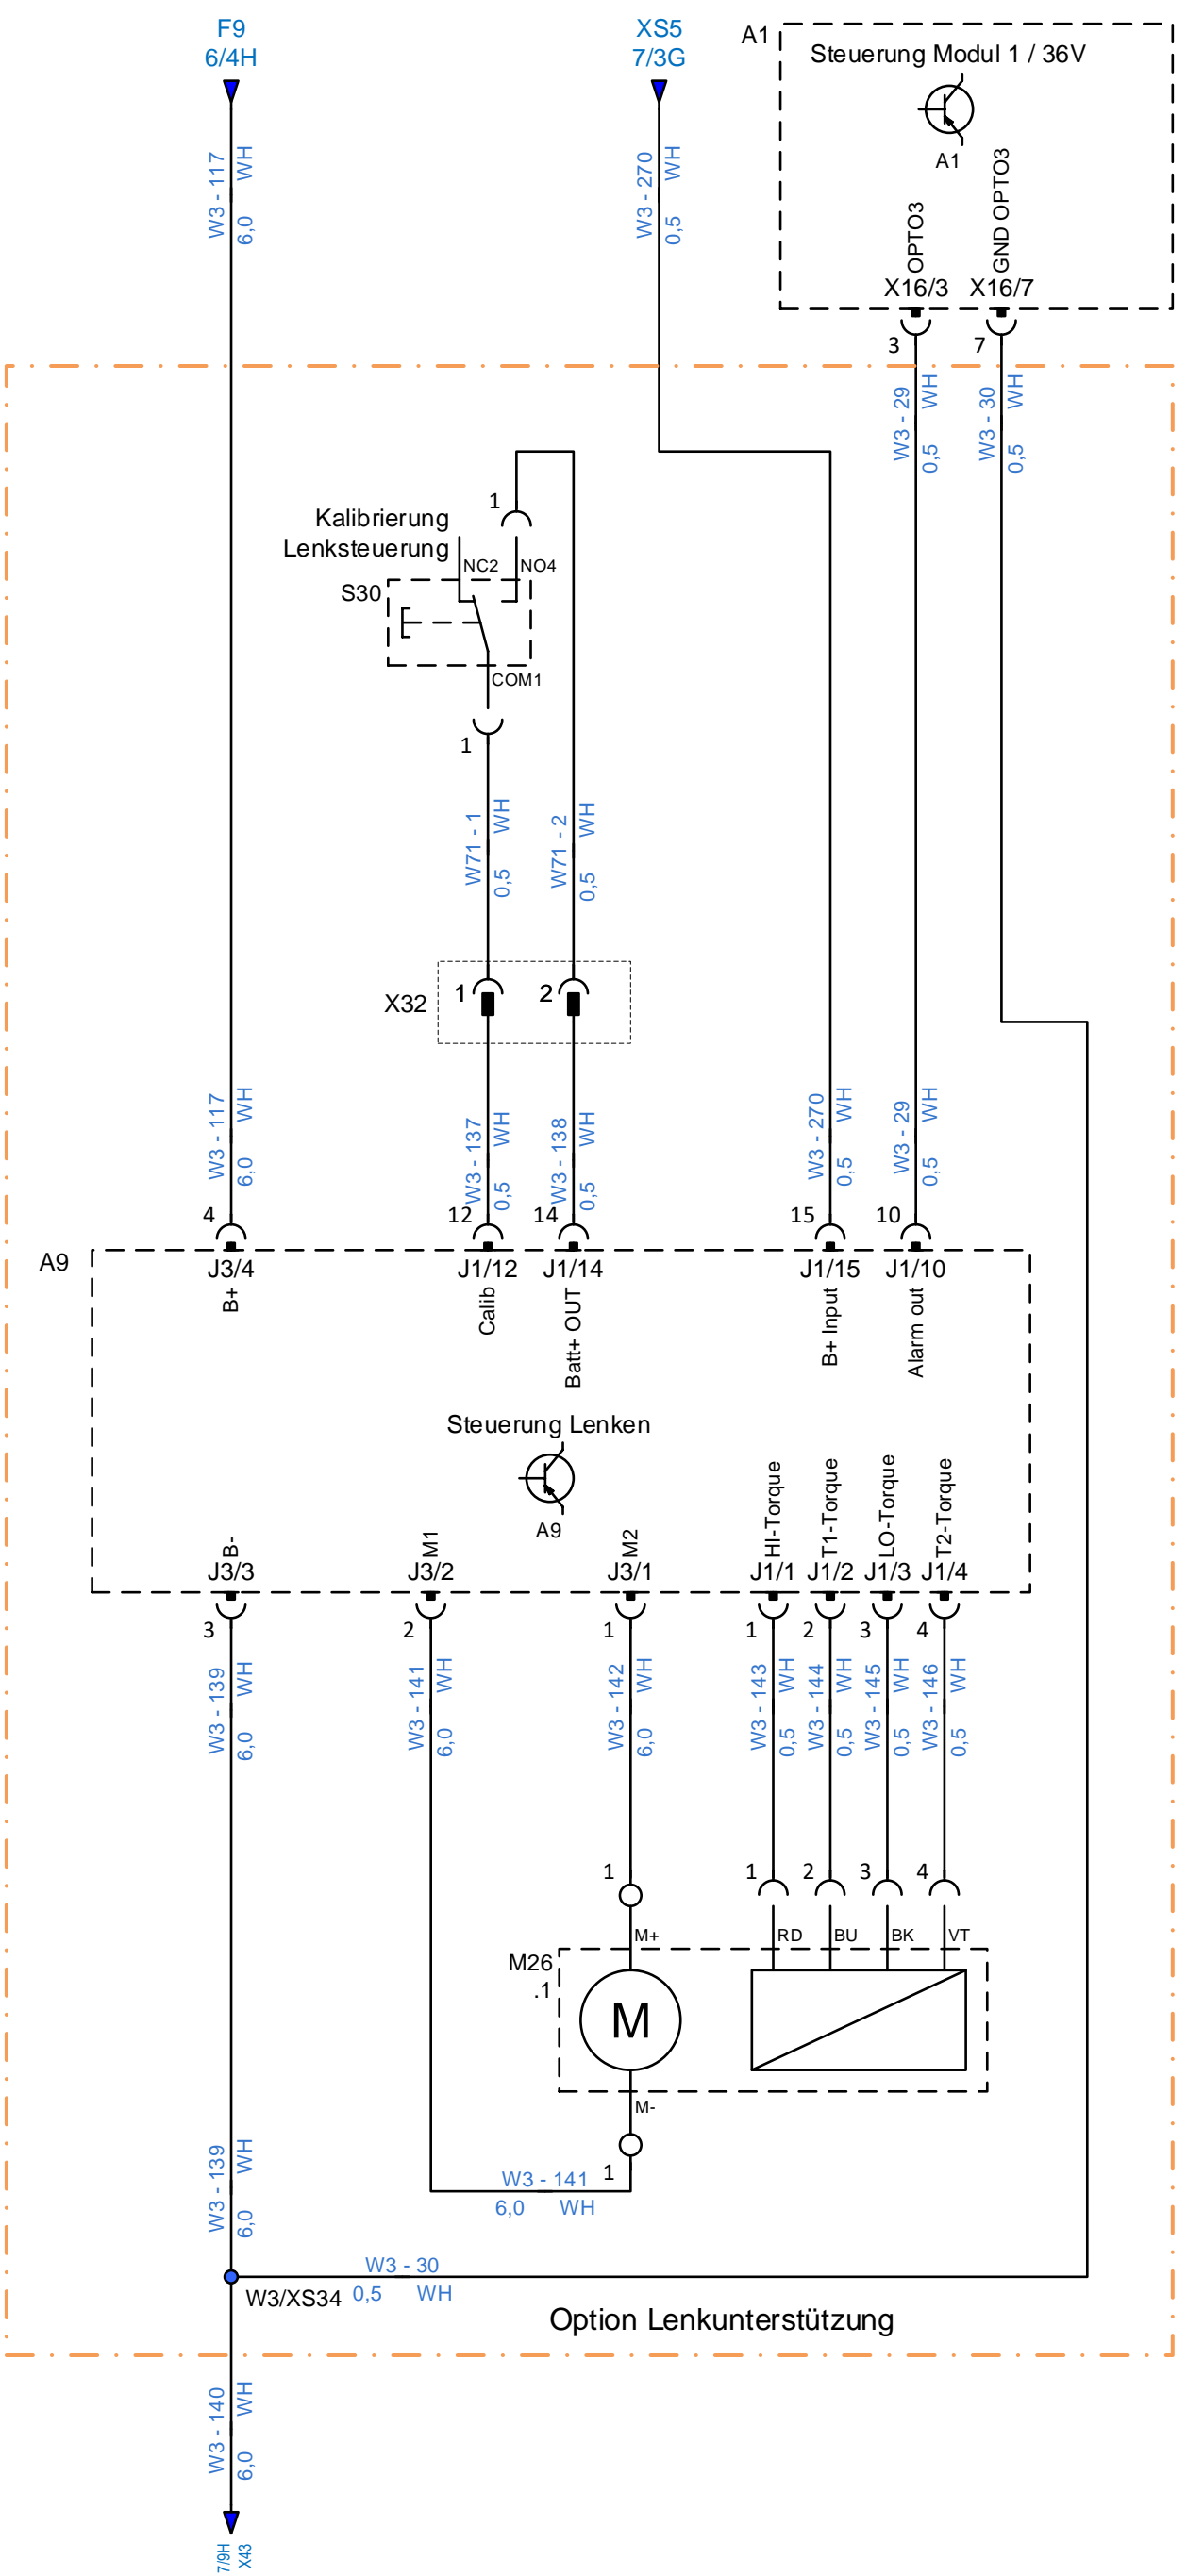 F9
6/4H
XS5
7/3G
A1
Steuerung Modul 1 / 36V
A1
OPTO3
GND OPTO3
X16/3
X16/7
3
7
W3 - 117
WH
6,0
W3 - 270
WH
0,5
W3 - 29
WH
0,5
W3 - 30
WH
0,5
Kalibrierung
Lenksteuerung
1
NC2
NO4
S30
COM1
1
W71 - 1
WH
0,5
W71 - 2
WH
0,5
X32
1
2
W3 - 117
WH
6,0
W3 - 137
WH
0,5
W3 - 138
WH
0,5
W3 - 270
WH
0,5
W3 - 29
WH
0,5
4
12
14
15
10
A9
J3/4
J1/12
J1/14
J1/15
J1/10
B+
Calib
Batt+ OUT
B+ Input
Alarm out
Steuerung Lenken
A9
B-
M1
M2
HI-Torque
T1-Torque
LO-Torque
T2-Torque
J3/3
J3/2
J3/1
J1/1
J1/2
J1/3
J1/4
3
2
1
1
2
3
4
W3 - 139
WH
6,0
W3 - 141
WH
6,0
W3 - 142
WH
6,0
W3 - 143
WH
0,5
W3 - 144
WH
0,5
W3 - 145
WH
0,5
W3 - 146
WH
0,5
1
1
2
3
4
M+
RD
BU
BK
VT
M26
.1
M
M-
1
W3 - 141
6,0
WH
W3 - 139
WH
6,0
W3 - 30
W3/XS34
0,5
WH
Option Lenkunterstützung
W3 - 140
WH
6,0
7/9H
X43